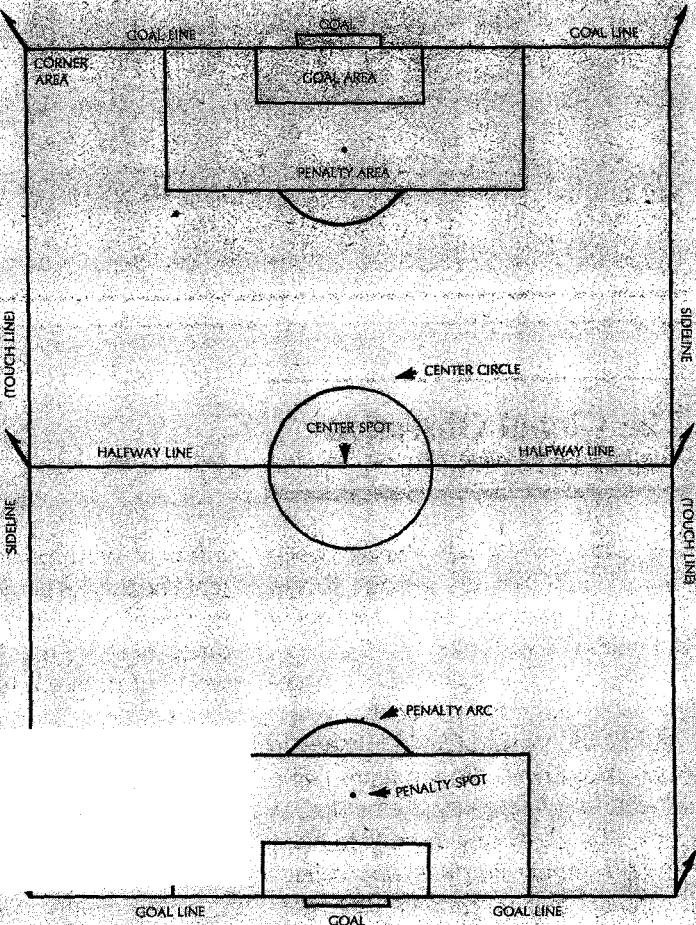 GOAL
GOAL LINE
GOAL LINE
CORNER
AREA
GOAL AREA
PENALTY AREA
(TOUCH LINE)
SIDELINE
CENTER CIRCLE
CENTER SPOT
HALFWAY LINE
HALFWAY LINE
SIDELINE
(TOUCH LINE)
PENALTY ARC
PENALTY SPOT
GOAL LINE
GOAL LINE
GOAL